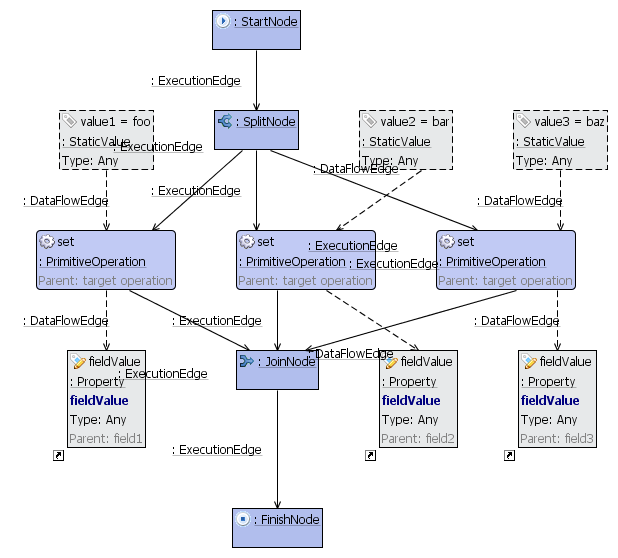 : StartNode
: ExecutionEdge
value1 = foo
: StaticValue
Type: Any
: SplitNode
value2 = bar
: StaticValue
Type: Any
value3 = baz
: StaticValue
Type: Any
: ExecutionEdge
: ExecutionEdge
: DataFlowEdge
: DataFlowEdge
: DataFlowEdge
set
: PrimitiveOperation
Parent: target operation
set
: PrimitiveOperation
Parent: target operation
set
: PrimitiveOperation
Parent: target operation
: ExecutionEdge
: ExecutionEdge
: DataFlowEdge
: ExecutionEdge
: DataFlowEdge
: DataFlowEdge
fieldValue
: Property
fieldValue
Type: Any
Parent: field1
: ExecutionEdge
: JoinNode
fieldValue
: Property
fieldValue
Type: Any
Parent: field2
fieldValue
: Property
fieldValue
Type: Any
Parent: field3
: ExecutionEdge
: FinishNode